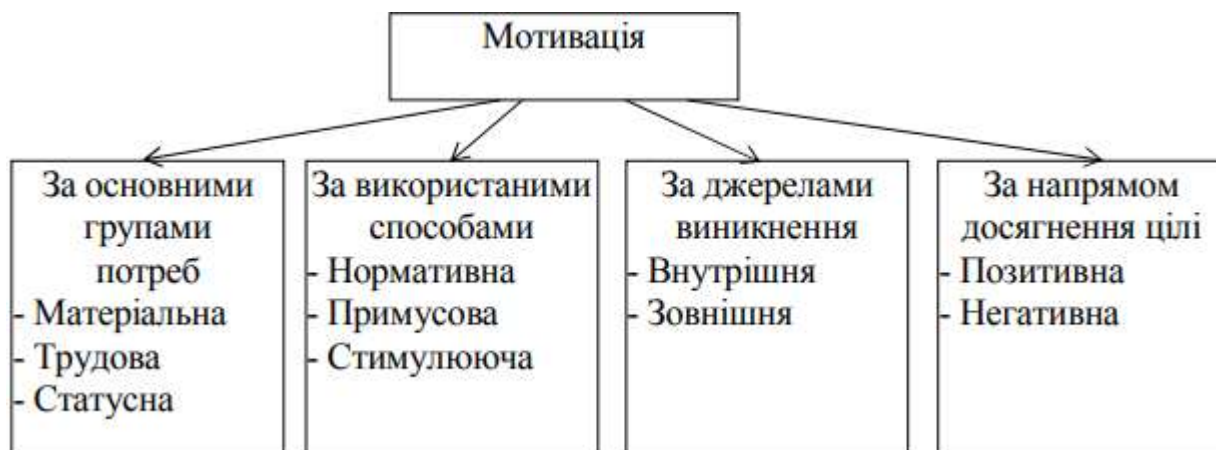 Мотивація
За основними
групами
потреб
- Матеріальна
- Трудова
- Статусна
За використаними
способами
- Нормативна
- Примусова
- Стимулююча
За джерелами
виникнення
- Внутрішня
- Зовнішня
За напрямом
досягнення цілі
- Позитивна
- Негативна